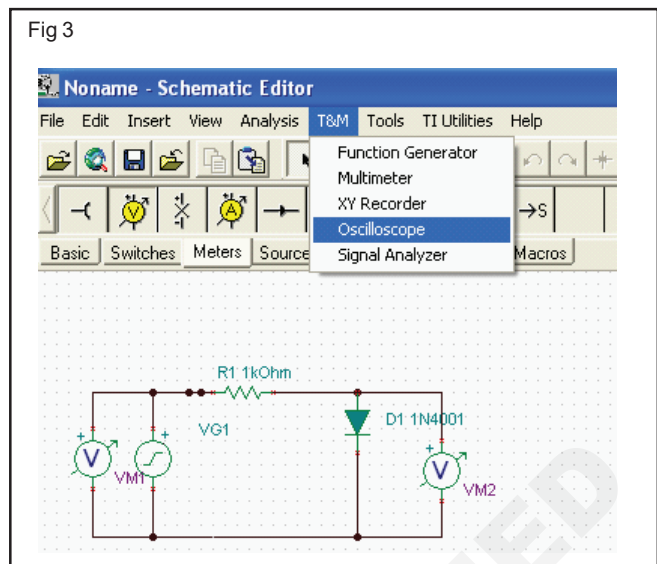 Fig 3
Noname - Schematic Editor
File Edit Insert View Analysis T&M Tools TI Utilities Help
Function Generator
Multimeter
XY Recorder
Oscilloscope
Signal Analyzer
V A →S
Basic Switches Meters Source Macros
R1 1kOhm
VG1
D1 1N4001
V VM1
V VM2